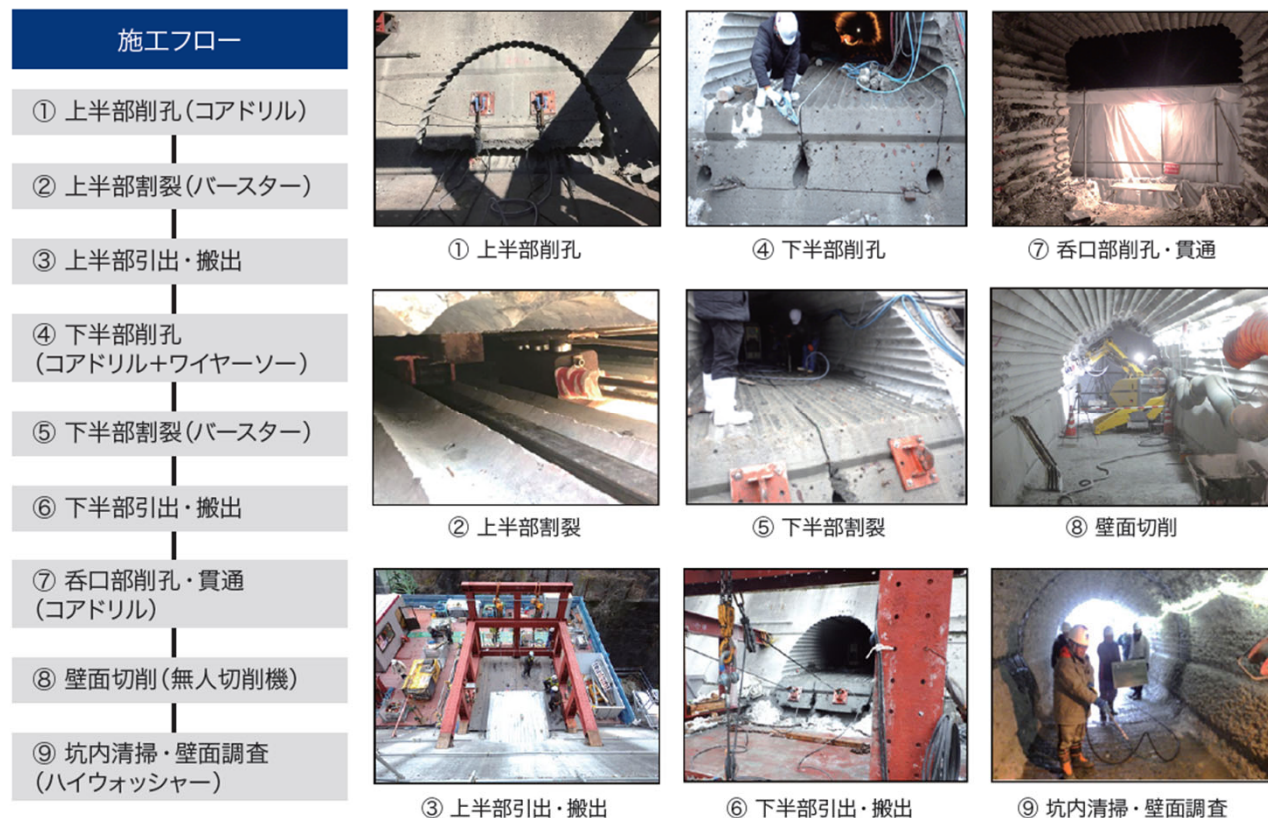 施工フロー
① 上半部削孔(コアドリル)
② 上半部割裂(バースター)
③ 上半部引出・搬出
④ 下半部削孔
(コアドリル+ワイヤーソー)
⑤ 下半部割裂(バースター)
⑥ 下半部引出・搬出
⑦ 呑口部削孔・貫通
(コアドリル)
⑧ 壁面切削(無人切削機)
⑨ 坑内清掃・壁面調査
(ハイウォッシャー)
① 上半部削孔
④ 下半部削孔
⑦ 呑口部削孔・貫通
② 上半部割裂
⑤ 下半部割裂
⑧ 壁面切削
③ 上半部引出・搬出
⑥ 下半部引出・搬出
⑨ 坑内清掃・壁面調査